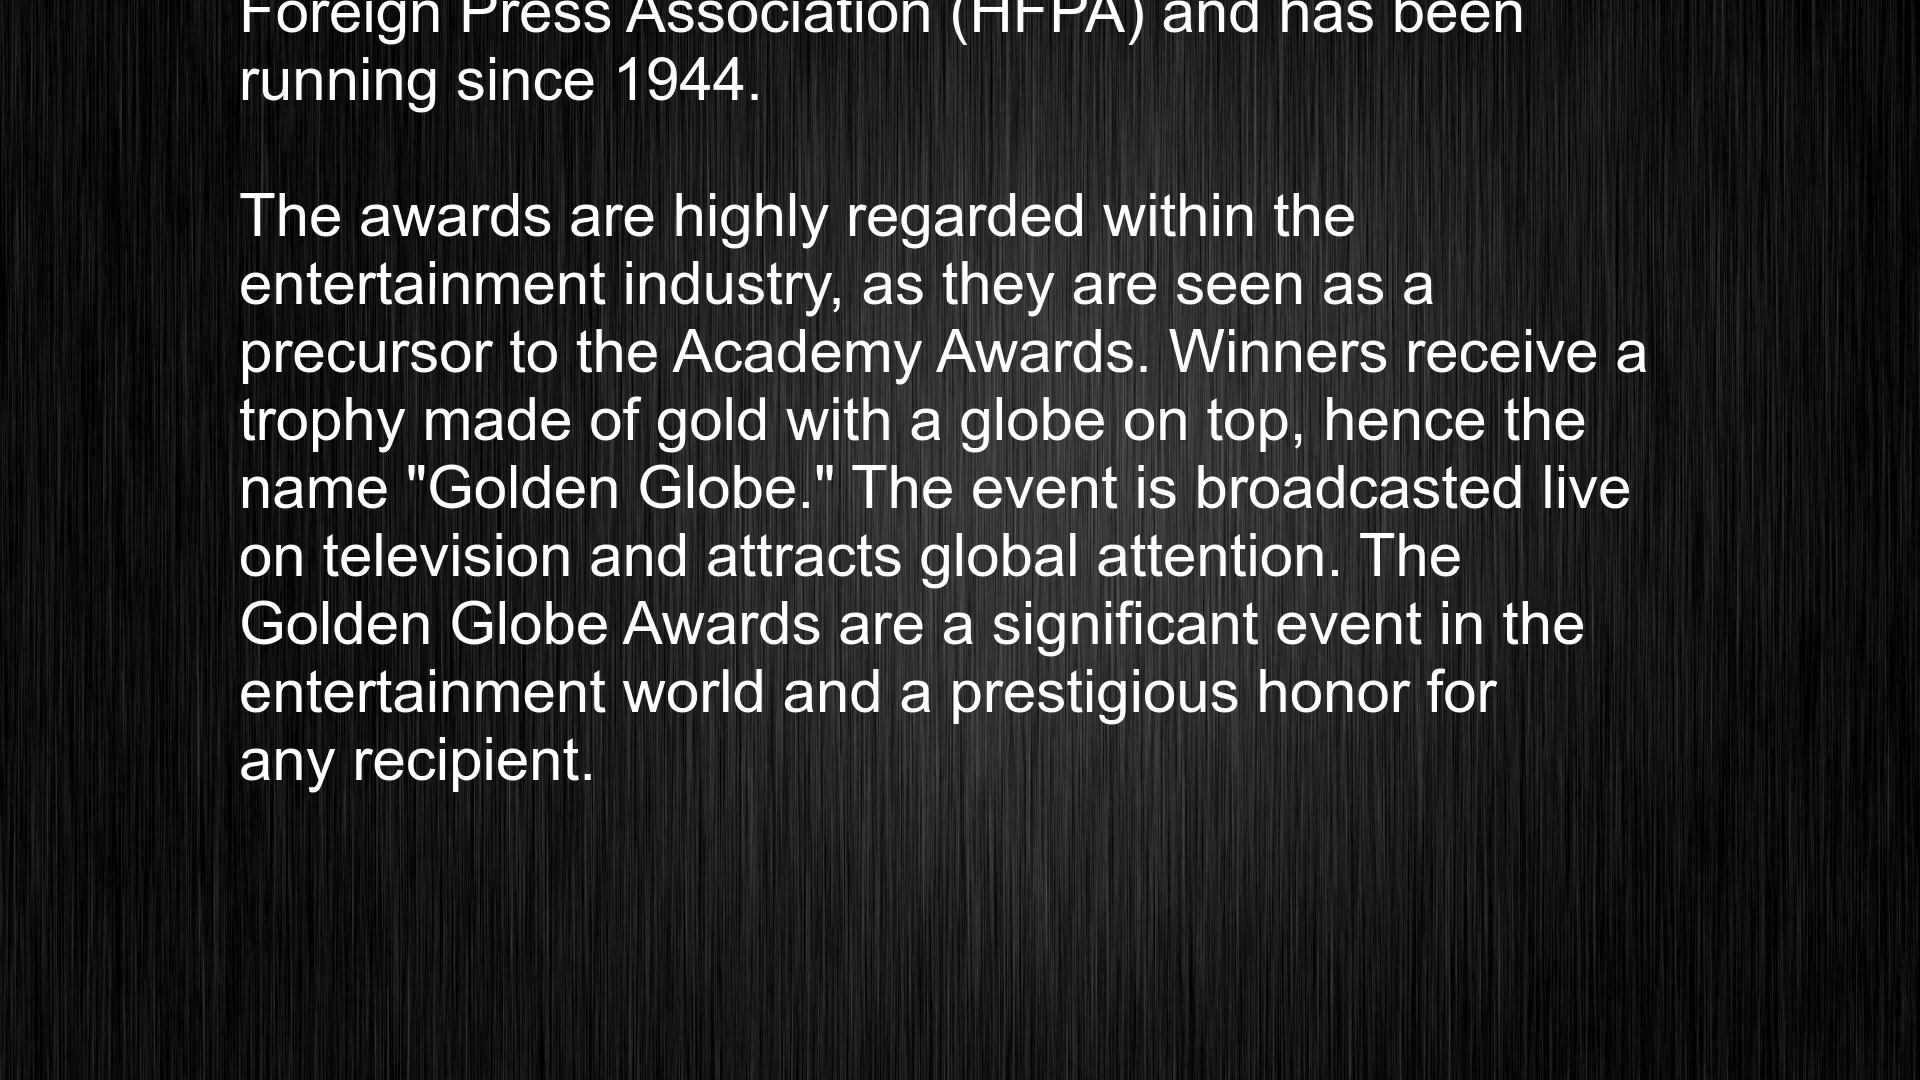 Foreign Press Association (HFPA) and has been
running since 1944.
The awards are highly regarded within the
entertainment industry, as they are seen as a
precursor to the Academy Awards. Winners receive a
trophy made of gold with a globe on top, hence the
name "Golden Globe." The event is broadcasted live
on television and attracts global attention. The
Golden Globe Awards are a significant event in the
entertainment world and a prestigious honor for
any recipient.